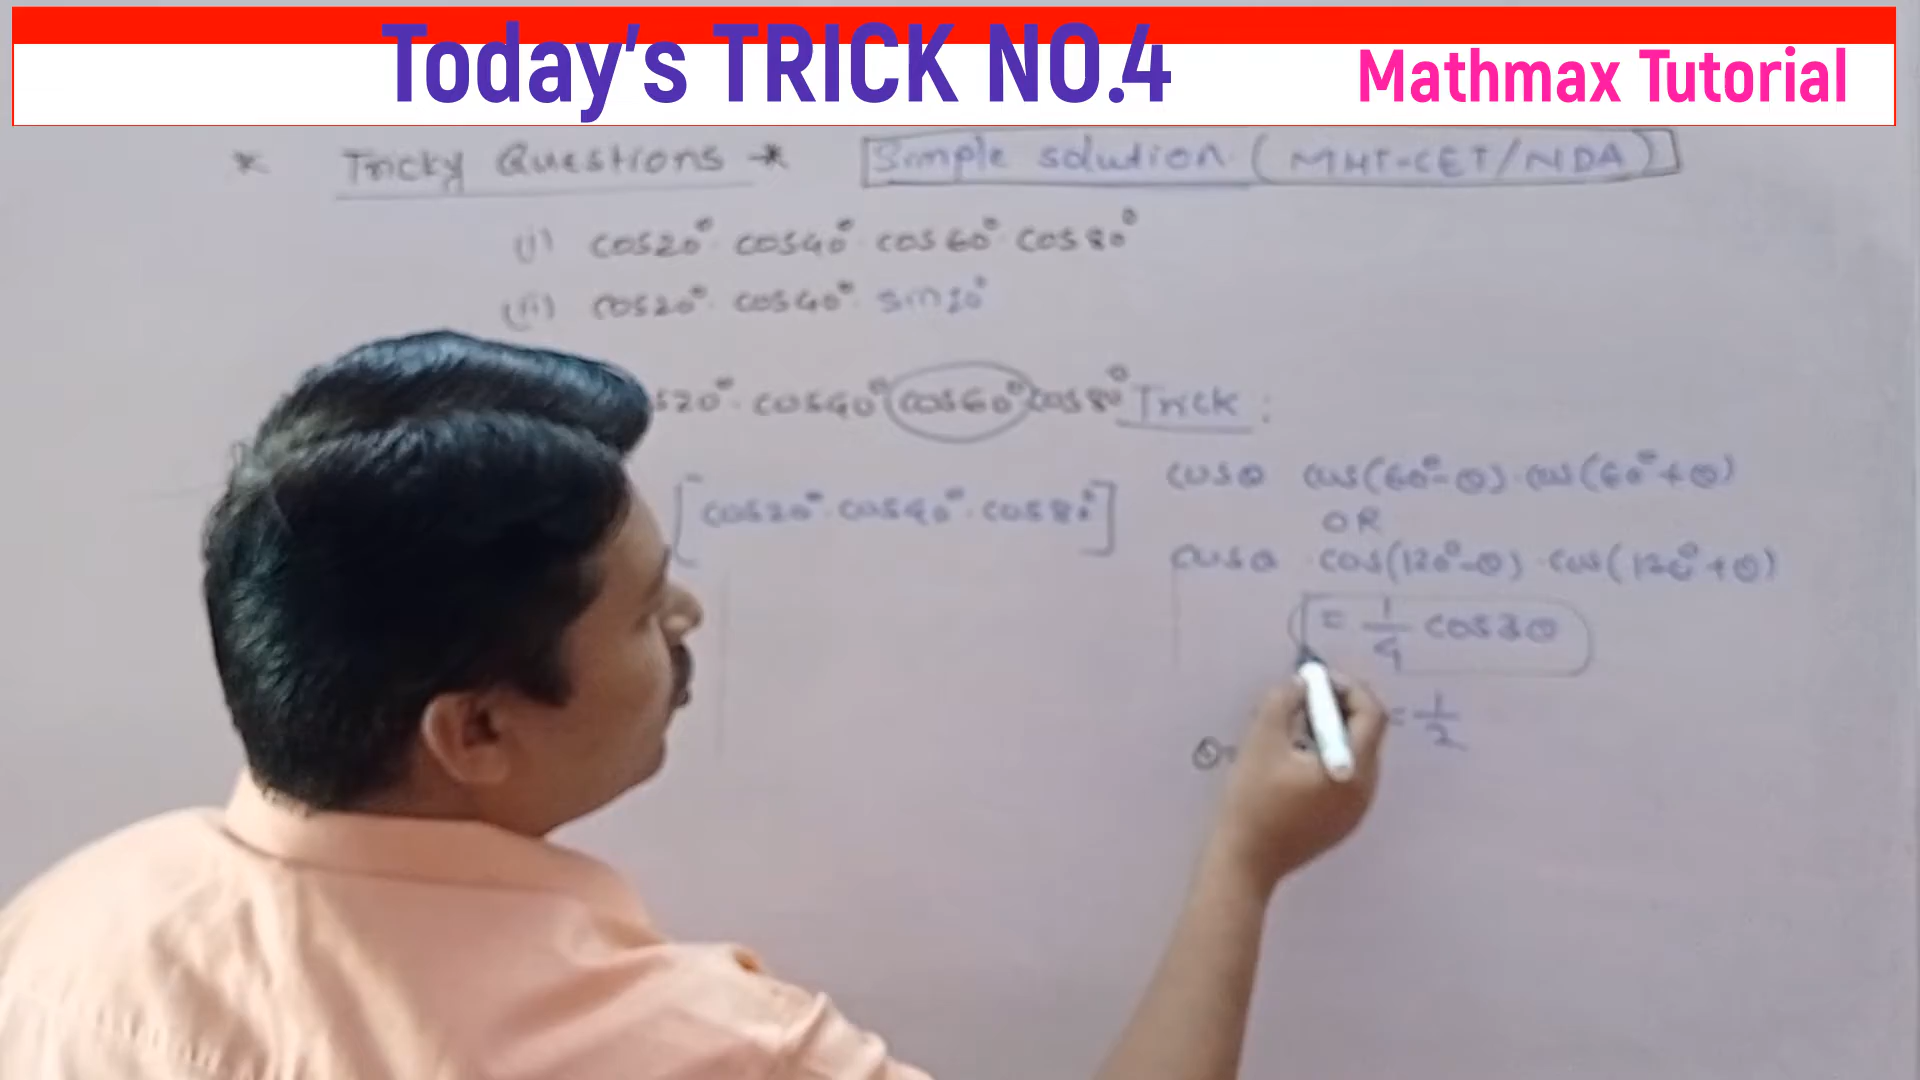 Today's TRICK NO.4
Mathmax Tutorial
* Tricky Questions * Simple solution (MHT-CET/NDA)
(i) cos20° · cos40° · cos60° · cos80°
(ii) cos20° · cos40° · sin10°
s20° · cos40° cos60° cos80° Trick :
cosθ cos(60°-θ) · cos(60°+θ)
[cos20° · cos40° · cos80°]
OR
cosθ · cos(120°-θ) · cos(120°+θ)
= 1/4 cos3θ
= 1/2
θ=